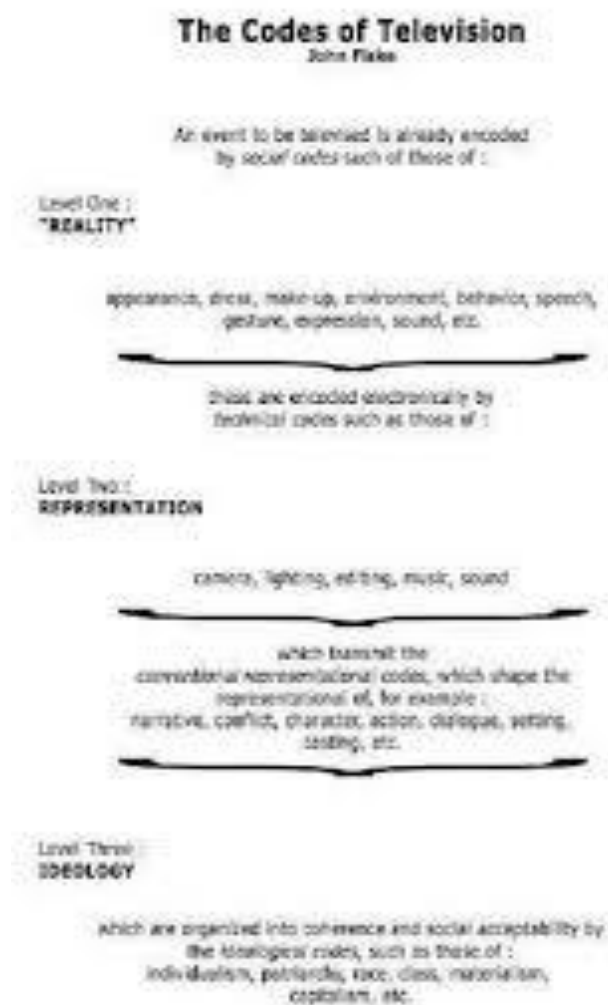 The Codes of Television
John Fiske
An event to be televised is already encoded
by social codes such of those of :
Level One :
"REALITY"
appearance, dress, make-up, environment, behavior, speech,
gesture, expression, sound, etc.
these are encoded electronically by
technical codes such as those of :
Level Two :
REPRESENTATION
camera, lighting, editing, music, sound
which transmit the
conventional representational codes, which shape the
representational of, for example :
narrative, conflict, character, action, dialogue, setting,
casting, etc.
Level Three :
IDEOLOGY
which are organized into coherence and social acceptability by
the ideological codes, such as those of :
individualism, patriarchy, race, class, materialism,
capitalism, etc.